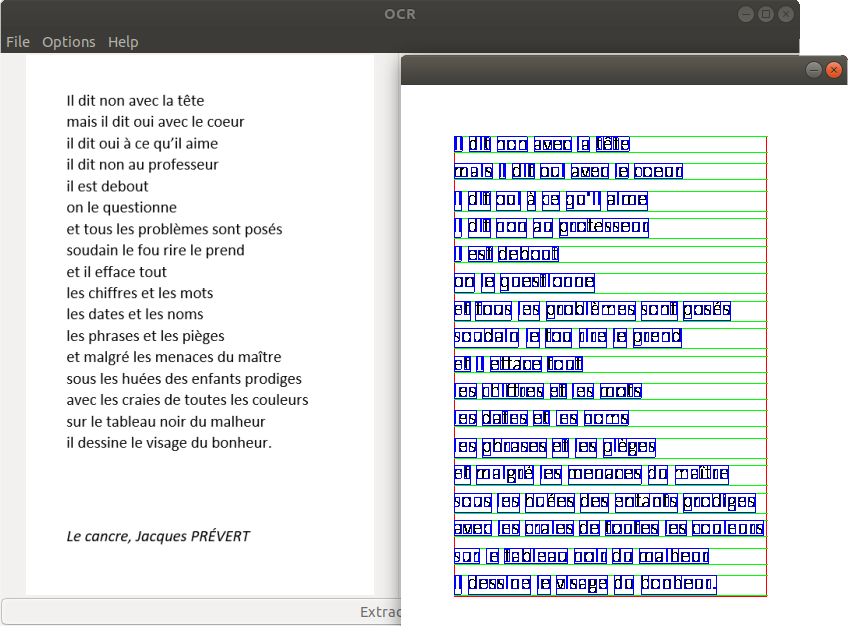 OCR
File Options Help
Il dit non avec la tête
mais il dit oui avec le coeur
il dit oui à ce qu'il aime
il dit non au professeur
il est debout
on le questionne
et tous les problèmes sont posés
soudain le fou rire le prend
et il efface tout
les chiffres et les mots
les dates et les noms
les phrases et les pièges
et malgré les menaces du maître
sous les huées des enfants prodiges
avec les craies de toutes les couleurs
sur le tableau noir du malheur
il dessine le visage du bonheur.
Le cancre, Jacques PRÉVERT
Extrac
Il dit non avec la tête
mais il dit oui avec le coeur
il dit oui à ce qu'il aime
il dit non au professeur
il est debout
on le questionne
et tous les problèmes sont posés
soudain le fou rire le prend
et il efface tout
les chiffres et les mots
les dates et les noms
les phrases et les pièges
et malgré les menaces du maître
sous les huées des enfants prodiges
avec les craies de toutes les couleurs
sur le tableau noir du malheur
il dessine le visage du bonheur.